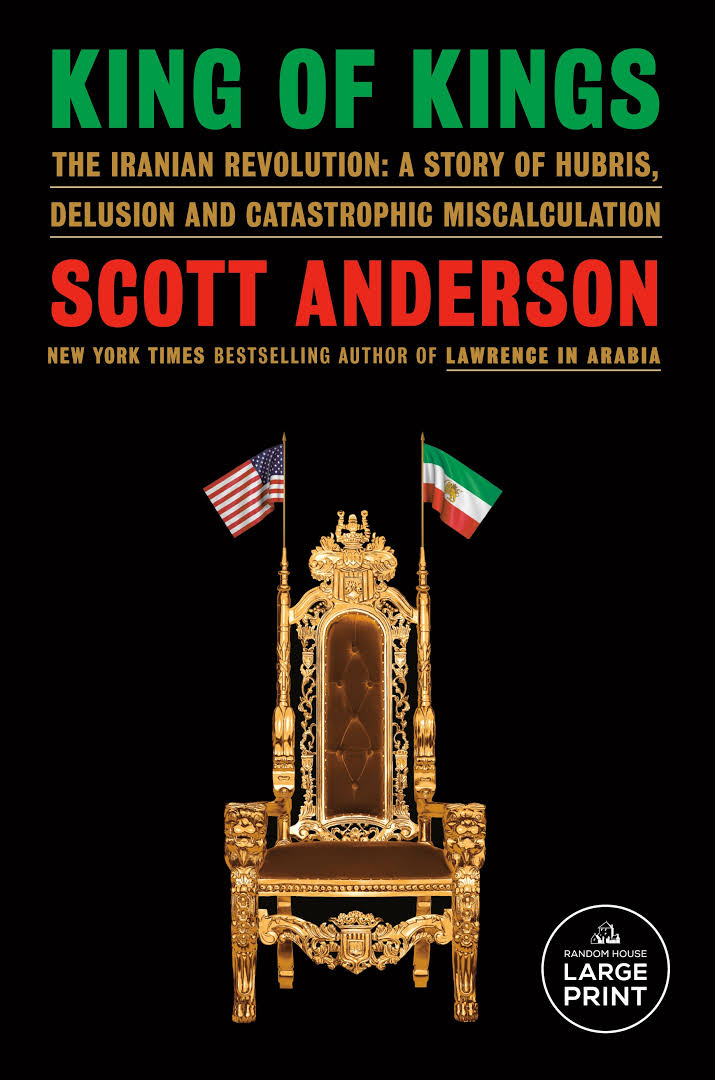 KING OF KINGS
THE IRANIAN REVOLUTION: A STORY OF HUBRIS,
DELUSION AND CATASTROPHIC MISCALCULATION
SCOTT ANDERSON
NEW YORK TIMES BESTSELLING AUTHOR OF LAWRENCE IN ARABIA
RANDOM HOUSE
LARGE
PRINT